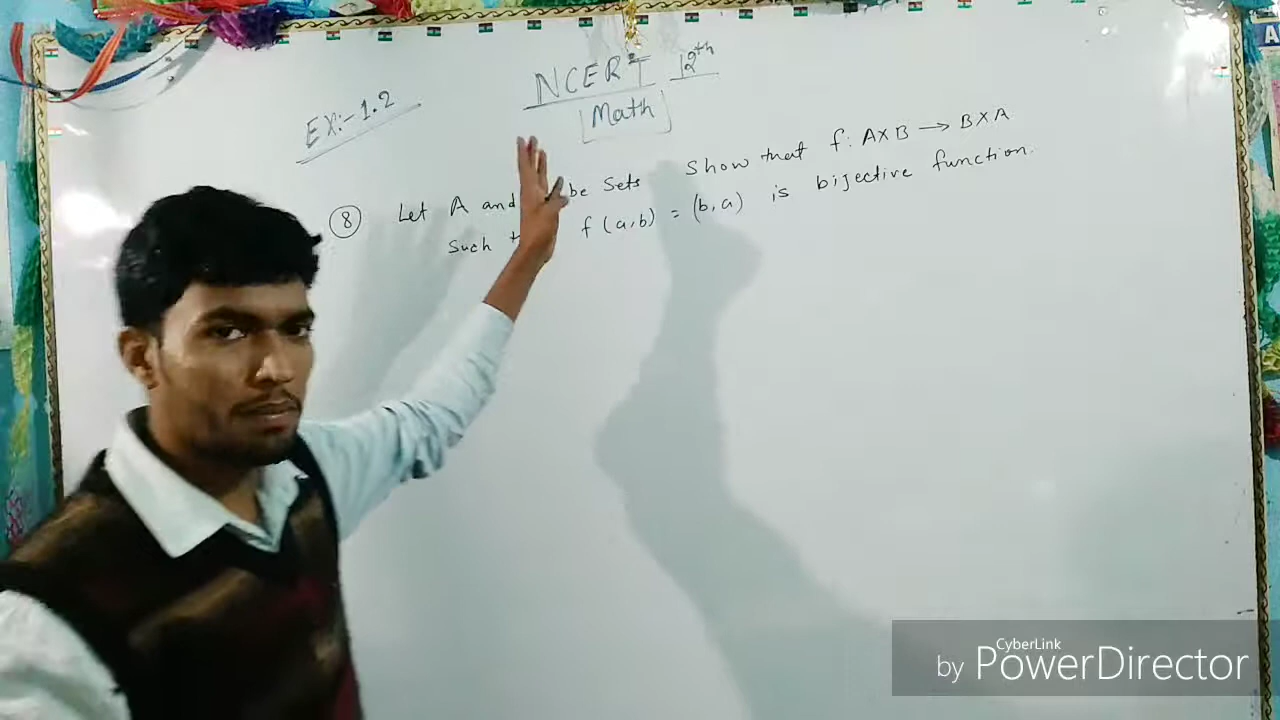 NCERT 12th
Math
EX:- 1.2
8 Let A and be Sets Show that f: A×B → B×A
Such f(a,b) = (b,a) is bijective function.
CyberLink
by PowerDirector